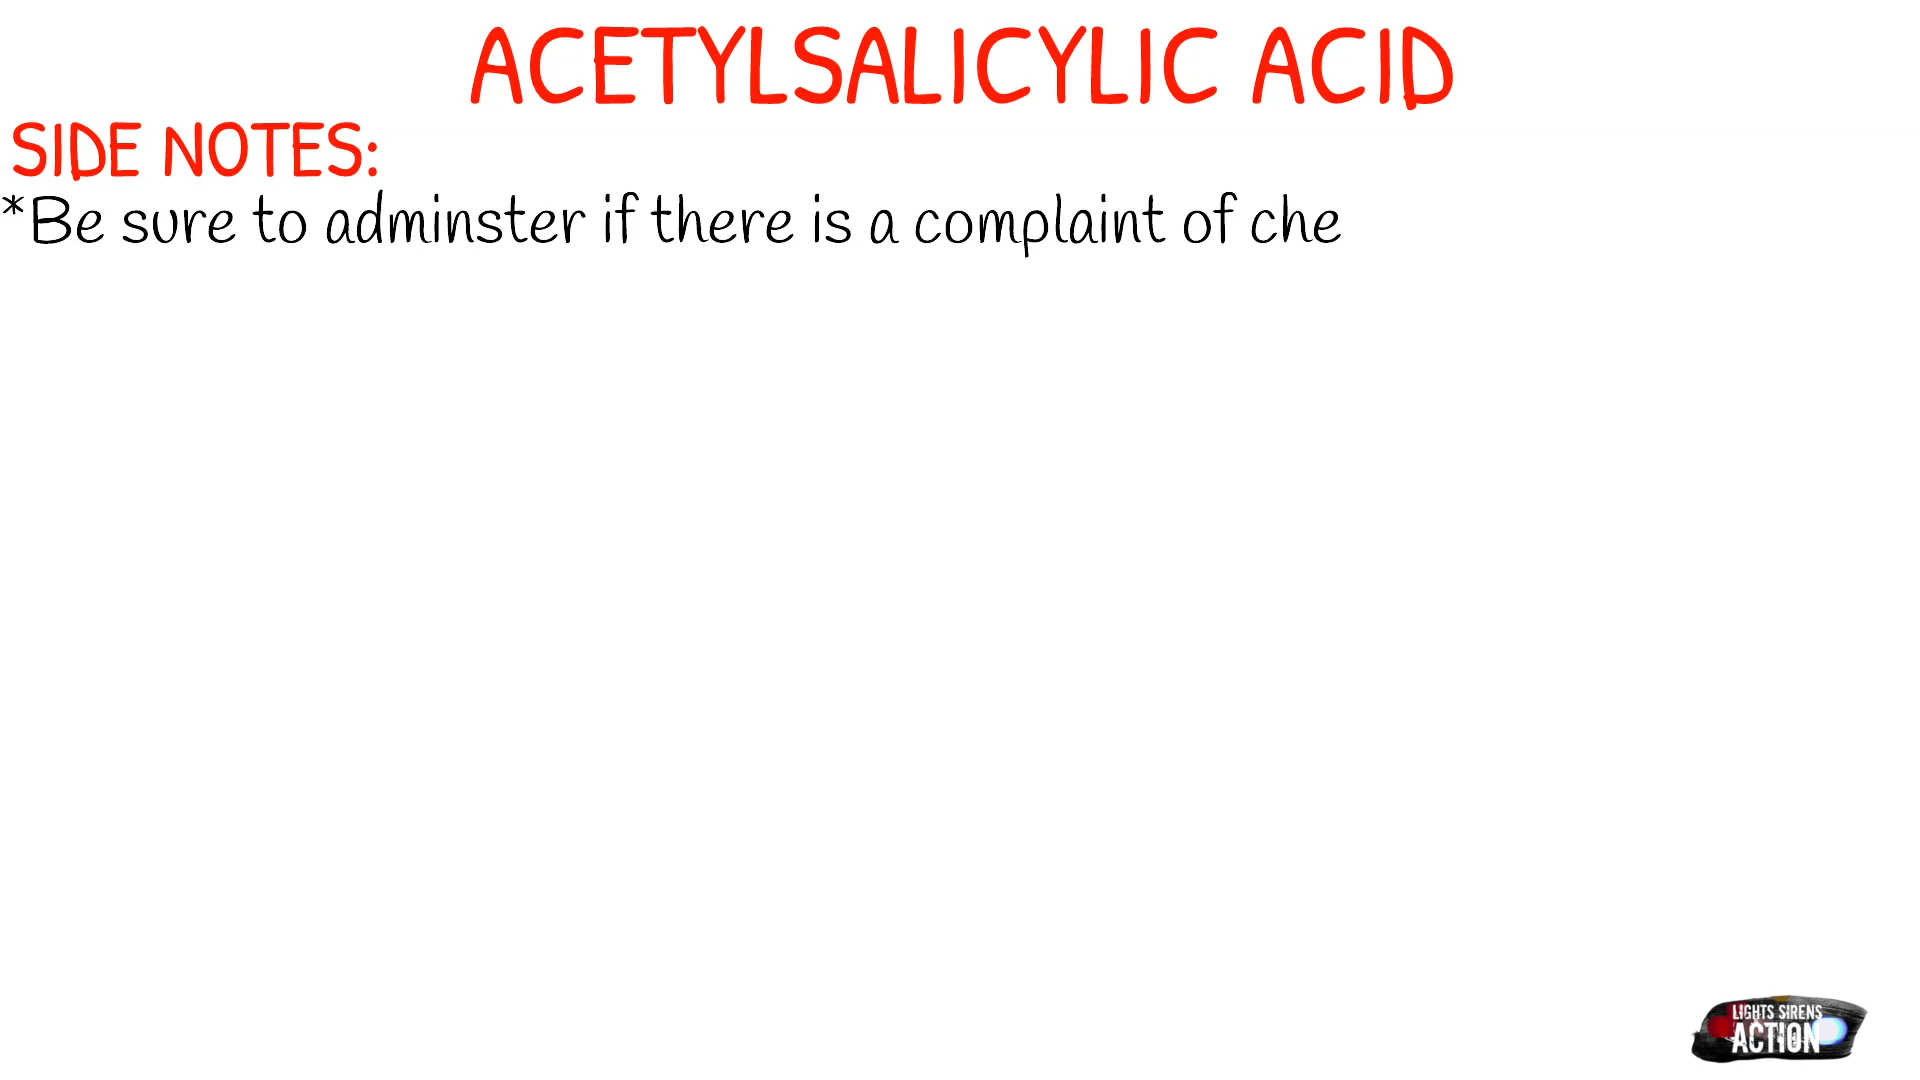 ACETYLSALICYLIC ACID
SIDE NOTES:
*Be sure to adminster if there is a complaint of che
LIGHTS SIRENS
ACTION